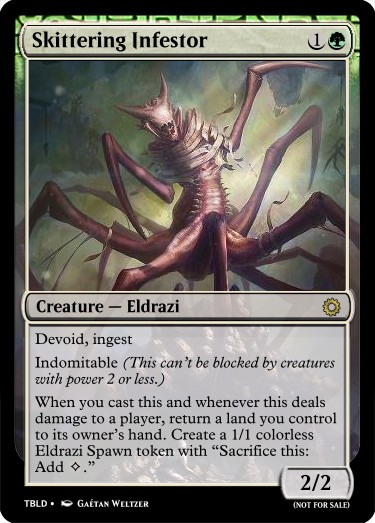 Skittering Infestor 1
Creature — Eldrazi
Devoid, ingest
Indomitable (This can't be blocked by creatures
with power 2 or less.)
When you cast this and whenever this deals
damage to a player, return a land you control
to its owner's hand. Create a 1/1 colorless
Eldrazi Spawn token with “Sacrifice this:
Add ◇.”
2/2
TBLD • Gaétan Weltzer
(NOT FOR SALE)